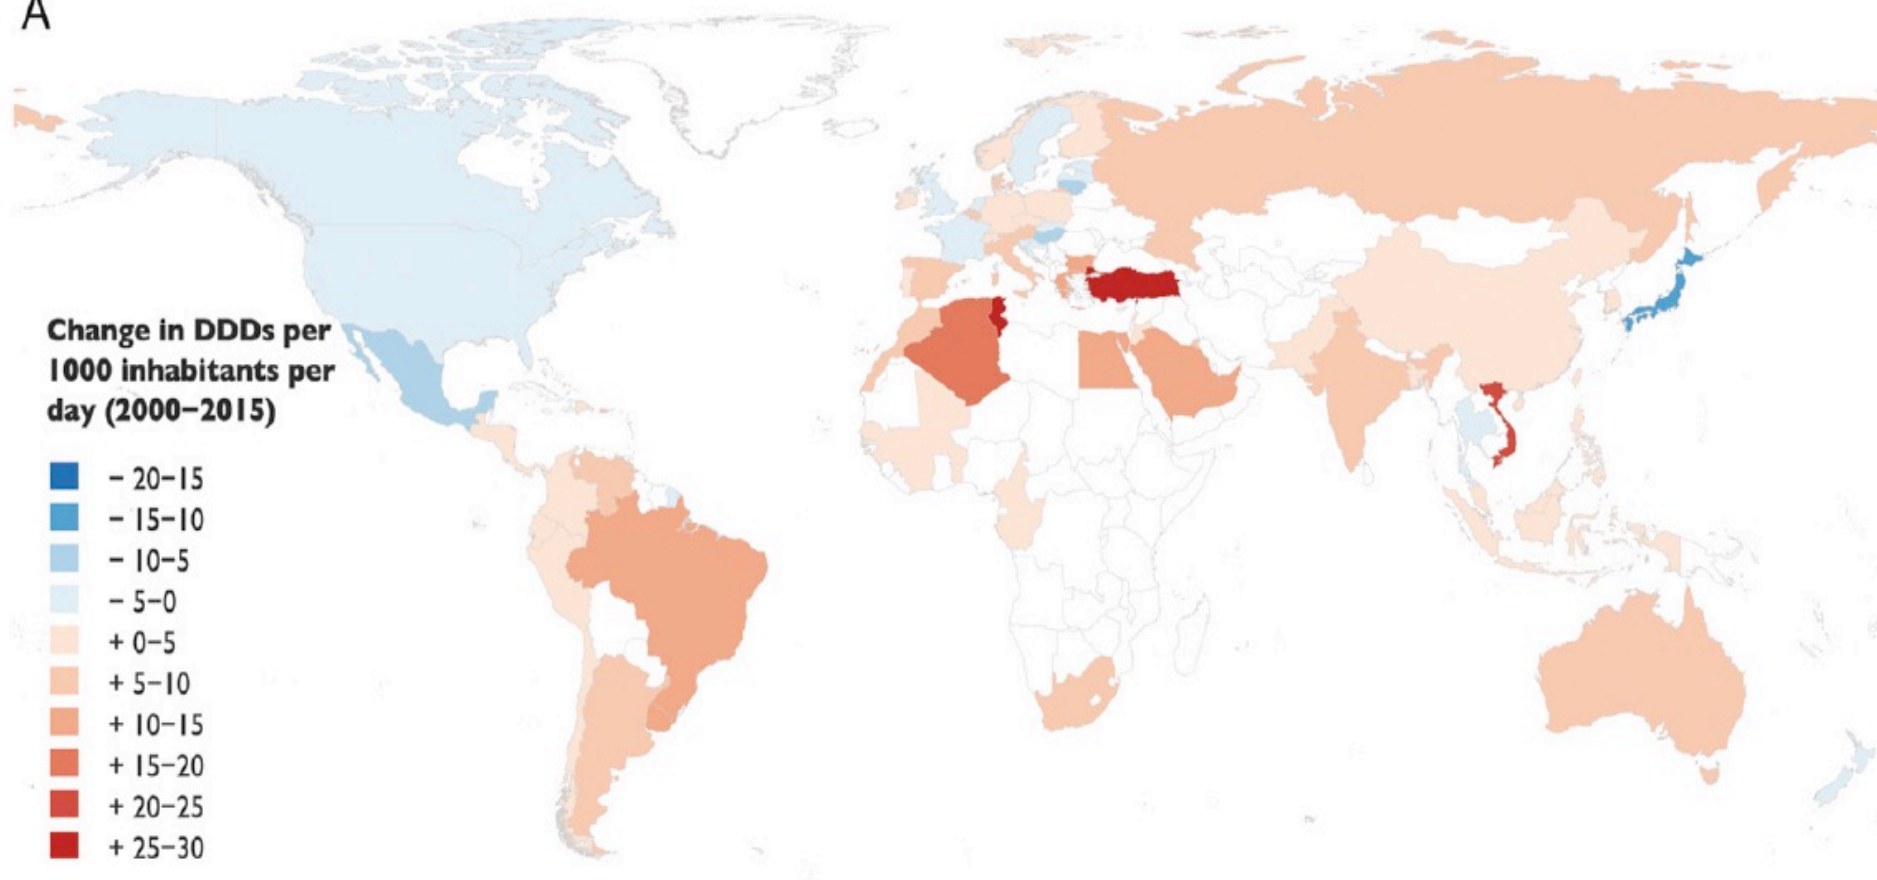 A
Change in DDDs per
1000 inhabitants per
day (2000–2015)
– 20–15
– 15–10
– 10–5
– 5–0
+ 0–5
+ 5–10
+ 10–15
+ 15–20
+ 20–25
+ 25–30